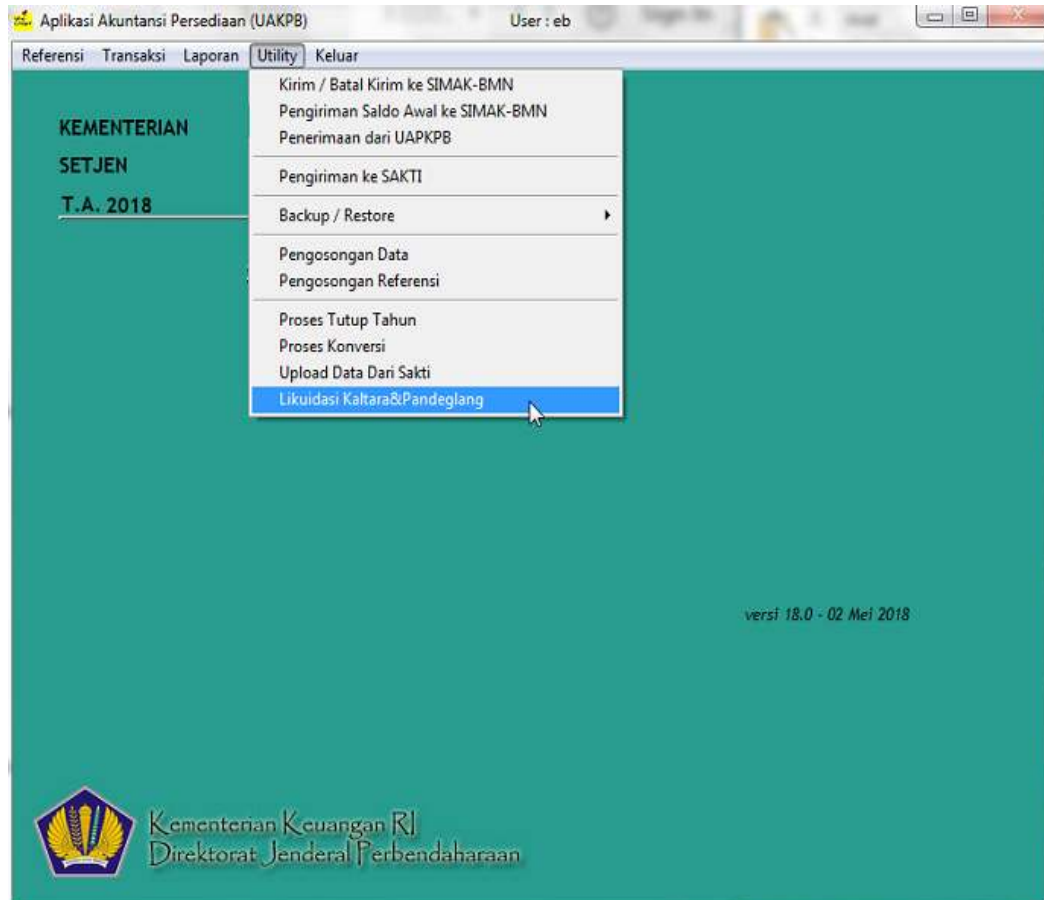 Aplikasi Akuntansi Persediaan (UAKPB) User : eb
Referensi Transaksi Laporan Utility Keluar
Kirim / Batal Kirim ke SIMAK-BMN
Pengiriman Saldo Awal ke SIMAK-BMN
Penerimaan dari UAPKPB
Pengiriman ke SAKTI
Backup / Restore
Pengosongan Data
Pengosongan Referensi
Proses Tutup Tahun
Proses Konversi
Upload Data Dari Sakti
Likuidasi Kaltara&Pandeglang
KEMENTERIAN
SETJEN
T.A. 2018
versi 18.0 - 02 Mei 2018
Kementerian Keuangan RI
Direktorat Jenderal Perbendaharaan